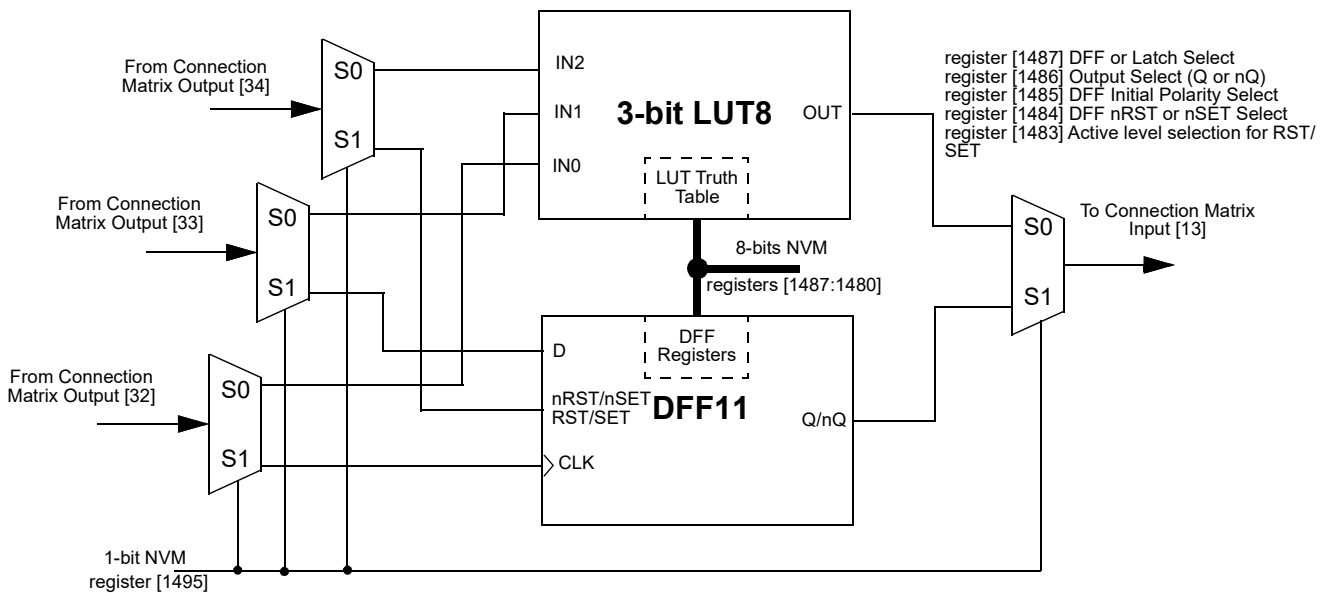 From Connection
Matrix Output [34]
S0
S1
From Connection
Matrix Output [33]
S0
S1
From Connection
Matrix Output [32]
S0
S1
1-bit NVM
register [1495]
IN2
IN1
IN0
3-bit LUT8
OUT
LUT Truth
Table
8-bits NVM
registers [1487:1480]
DFF
Registers
D
nRST/nSET
RST/SET
DFF11
Q/nQ
CLK
register [1487] DFF or Latch Select
register [1486] Output Select (Q or nQ)
register [1485] DFF Initial Polarity Select
register [1484] DFF nRST or nSET Select
register [1483] Active level selection for RST/
SET
S0
S1
To Connection Matrix
Input [13]